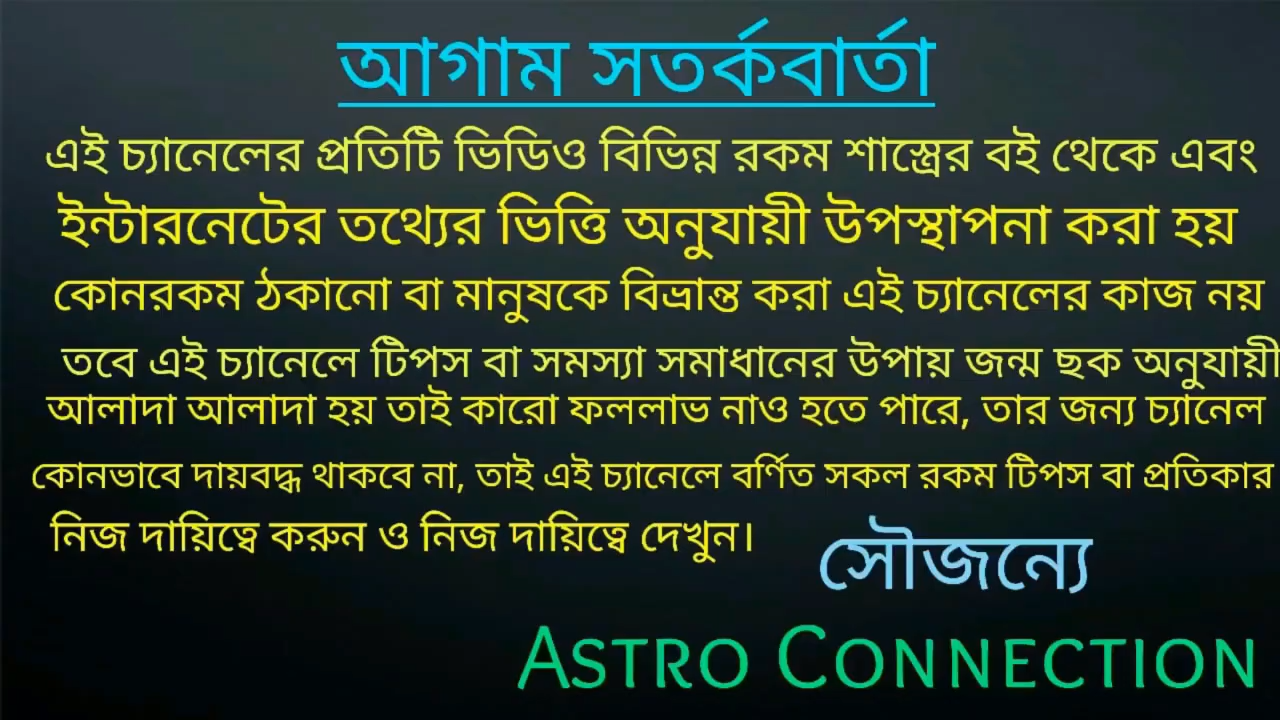 আগাম সতর্কবার্তা
এই চ্যানেলের প্রতিটি ভিডিও বিভিন্ন রকম শাস্ত্রের বই থেকে এবং
ইন্টারনেটের তথ্যের ভিত্তি অনুযায়ী উপস্থাপনা করা হয়
কোনরকম ঠকানো বা মানুষকে বিভ্রান্ত করা এই চ্যানেলের কাজ নয়
তবে এই চ্যানেলে টিপস বা সমস্যা সমাধানের উপায় জন্ম ছক অনুযায়ী
আলাদা আলাদা হয় তাই কারো ফললাভ নাও হতে পারে, তার জন্য চ্যানেল
কোনভাবে দায়বদ্ধ থাকবে না, তাই এই চ্যানেলে বর্ণিত সকল রকম টিপস বা প্রতিকার
নিজ দায়িত্বে করুন ও নিজ দায়িত্বে দেখুন।
সৌজন্যে
ASTRO CONNECTION